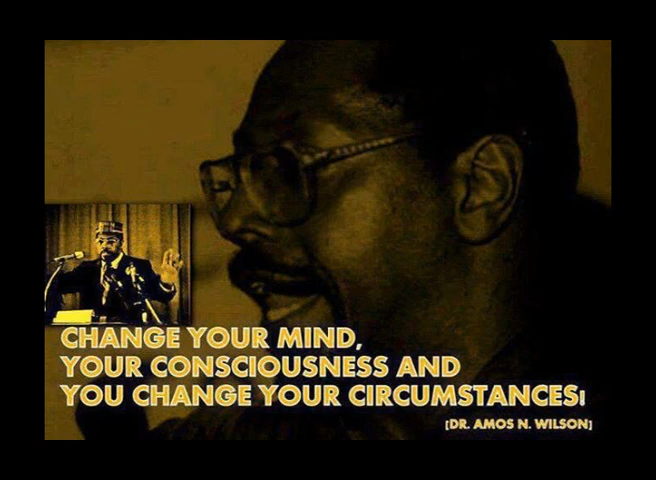 CHANGE YOUR MIND,
YOUR CONSCIOUSNESS AND
YOU CHANGE YOUR CIRCUMSTANCES!
[DR. AMOS N. WILSON]